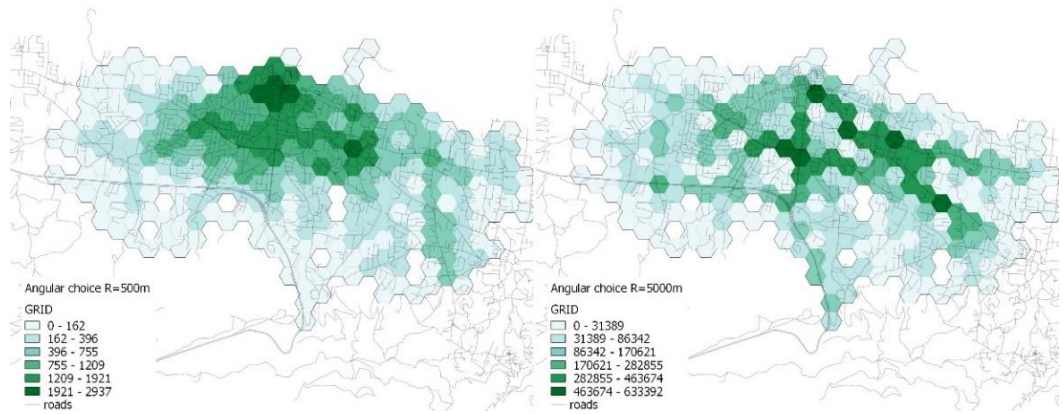 Angular choice R=500m
GRID
0 - 162
162 - 396
396 - 755
755 - 1209
1209 - 1921
1921 - 2937
roads
Angular choice R=5000m
GRID
0 - 31389
31389 - 86342
86342 - 170621
170621 - 282855
282855 - 463674
463674 - 633392
roads